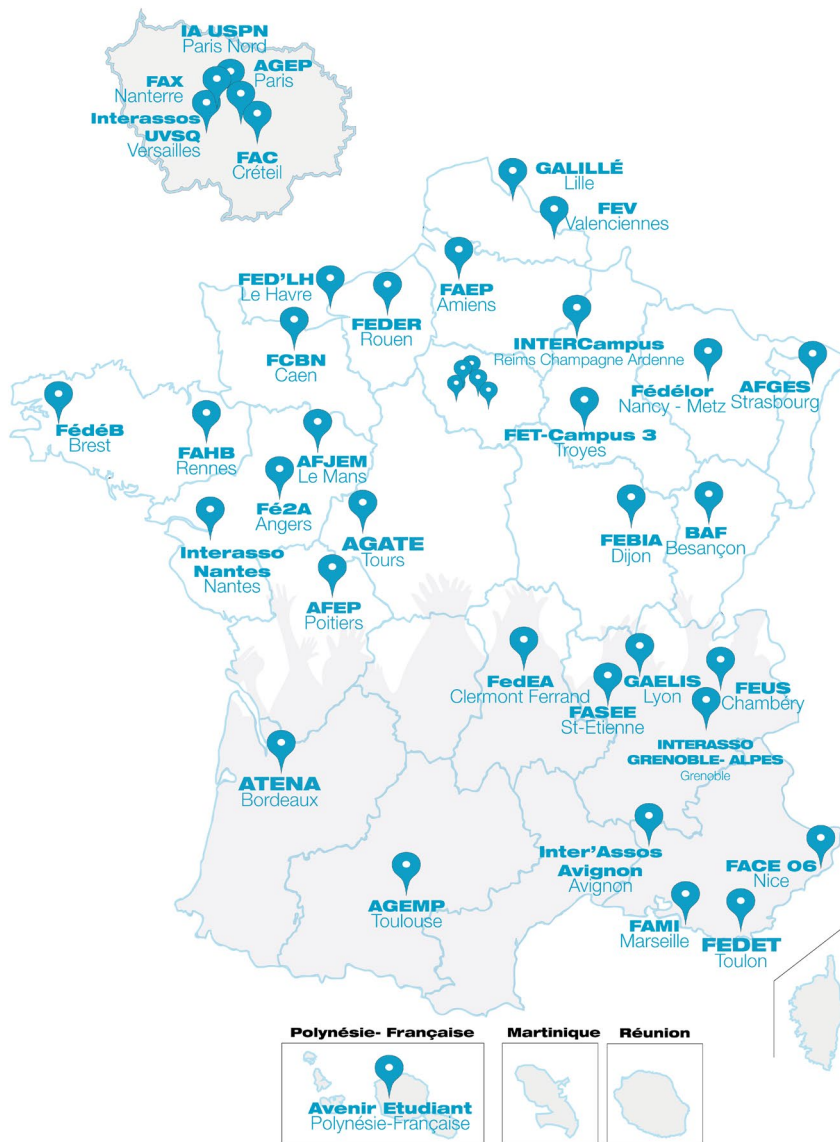 IA USPN
Paris Nord
AGEP
Paris
FAX
Nanterre
Interassos
UVSQ
Versailles
FAC
Créteil
GALILLÉ
Lille
FEV
Valenciennes
FED'LH
Le Havre
FAEP
Amiens
FEDER
Rouen
INTERCampus
Reims Champagne Ardenne
FCBN
Caen
Fédélor
Nancy - Metz
AFGES
Strasbourg
FédéB
Brest
FAHB
Rennes
AFJEM
Le Mans
FET-Campus 3
Troyes
Fé2A
Angers
Interasso
Nantes
Nantes
AGATE
Tours
FEBIA
Dijon
BAF
Besançon
AFEP
Poitiers
FedEA
Clermont Ferrand
GAELIS
Lyon
FEUS
Chambéry
FASEE
St-Etienne
INTERASSO
GRENOBLE- ALPES
Grenoble
ATENA
Bordeaux
Inter'Assos
Avignon
Avignon
FACE 06
Nice
AGEMP
Toulouse
FAMI
Marseille
FEDET
Toulon
Polynésie- Française
Martinique
Réunion
Avenir Etudiant
Polynésie-Française